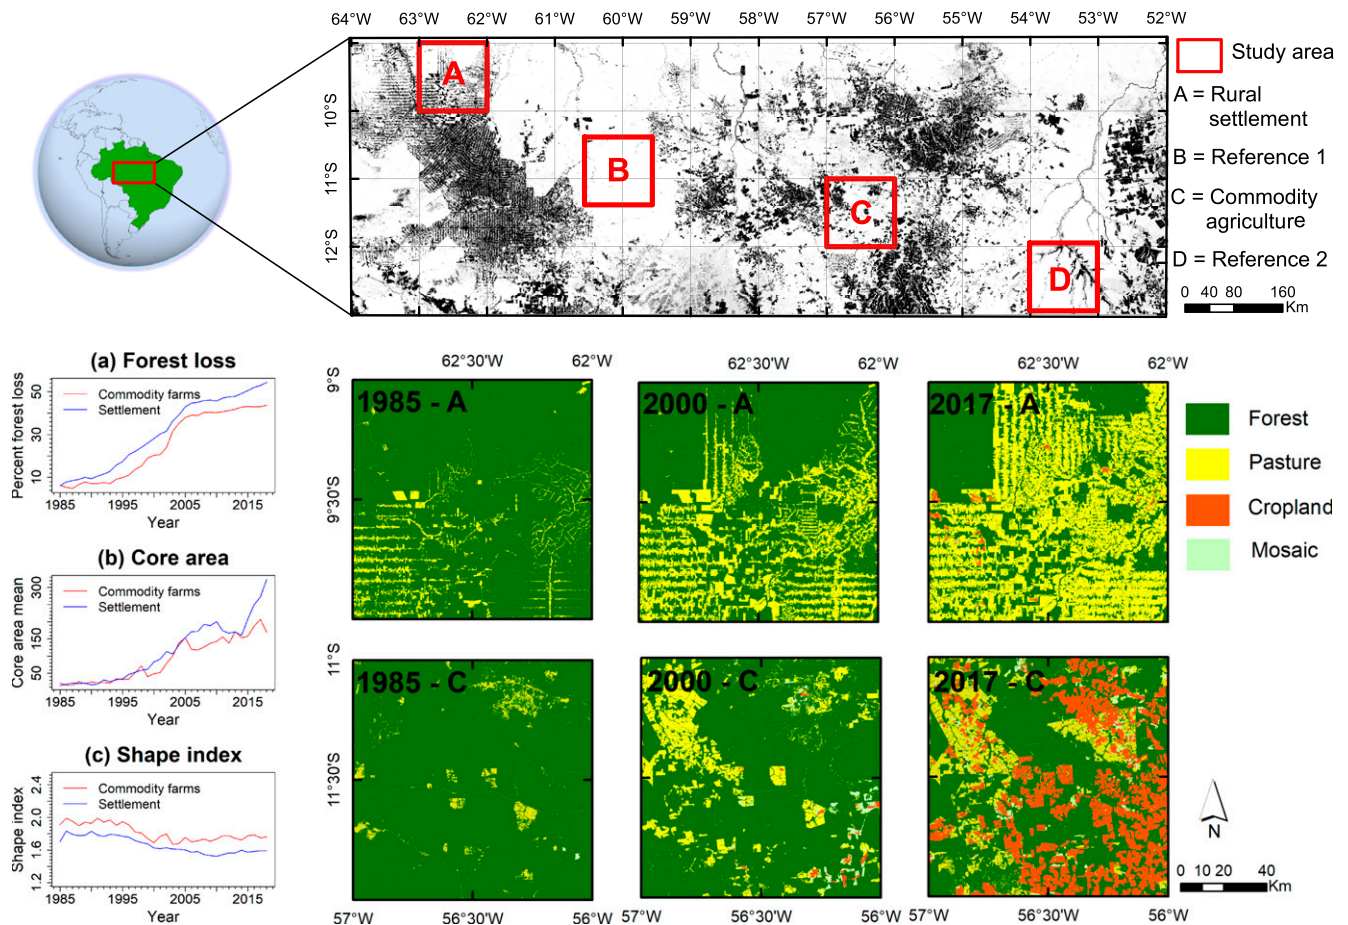 64°W 63°W 62°W 61°W 60°W 59°W 58°W 57°W 56°W 55°W 54°W 53°W 52°W
10°S
11°S
12°S
A
B
C
D
Study area
A = Rural
settlement
B = Reference 1
C = Commodity
agriculture
D = Reference 2
0 40 80 160
Km
(a) Forest loss
Percent forest loss
50
30
10
Commodity farms
Settlement
1985 1995 2005 2015
Year
(b) Core area
Core area mean
300
150
50
Commodity farms
Settlement
1985 1995 2005 2015
Year
(c) Shape index
Shape index
2.4
2.0
1.6
1.2
Commodity farms
Settlement
1985 1995 2005 2015
Year
62°30'W 62°W 62°30'W 62°W 62°30'W 62°W
9°S
9°30'S
1985 - A
2000 - A
2017 - A
11°S
11°30'S
1985 - C
2000 - C
2017 - C
57°W 56°30'W 56°W 57°W 56°30'W 56°W 57°W 62°30'W 56°W
Forest
Pasture
Cropland
Mosaic
N
0 10 20 40
Km